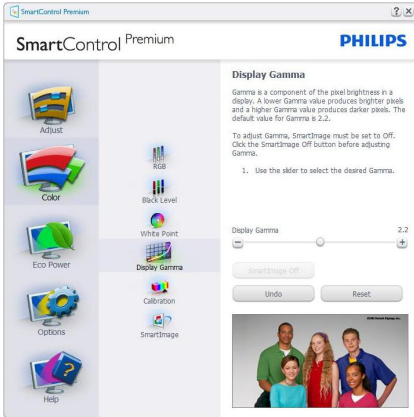 SmartControl Premium
SmartControl Premium
PHILIPS
Adjust
Color
Eco Power
Options
Help
RGB
Black Level
White Point
Display Gamma
Calibration
SmartImage
Display Gamma
Gamma is a component of the pixel brightness in a
display. A lower Gamma value produces brighter pixels
and a higher Gamma value produces darker pixels. The
default value for Gamma is 2.2.
To adjust Gamma, SmartImage must be set to Off.
Click the SmartImage Off button before adjusting
Gamma.
1. Use the slider to select the desired Gamma.
Display Gamma 2.2
SmartImage Off
Undo Reset